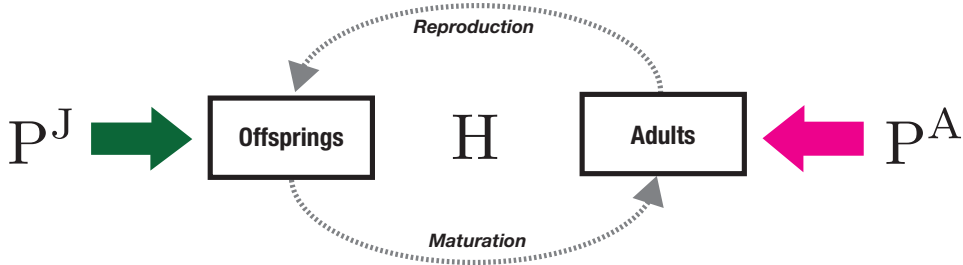 Reproduction
P^J
Offsprings
H
Adults
P^A
Maturation